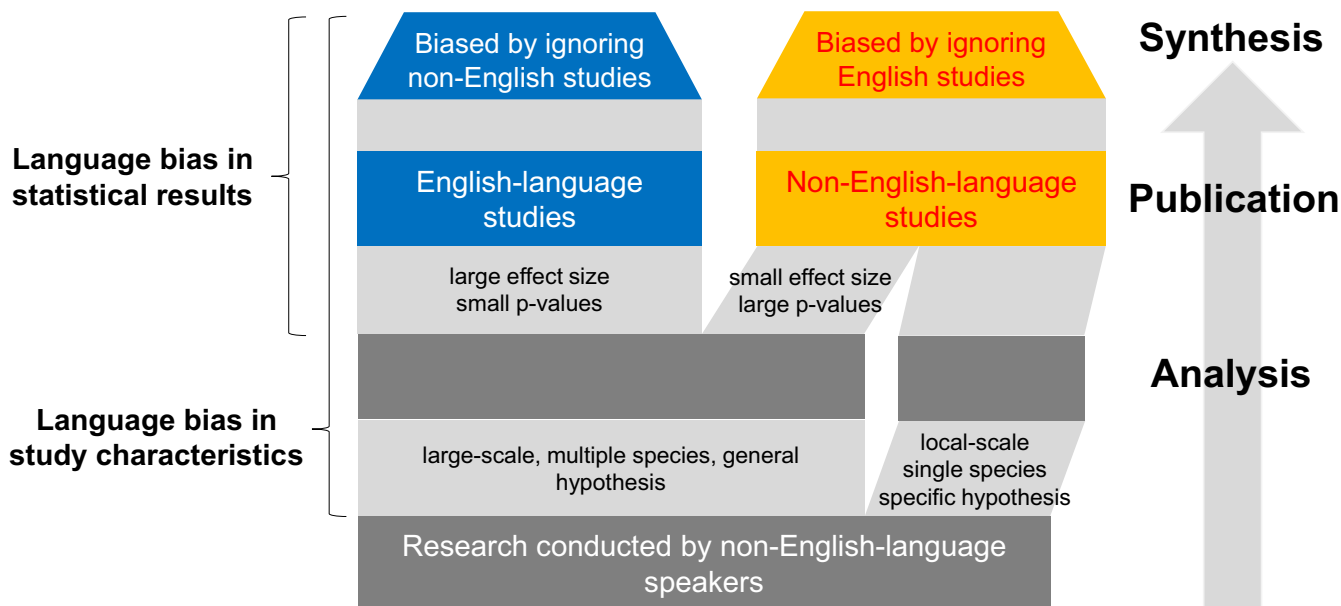 Biased by ignoring
non-English studies
Biased by ignoring
English studies
Synthesis
Language bias in
statistical results
English-language
studies
Non-English-language
studies
Publication
large effect size
small p-values
small effect size
large p-values
Analysis
Language bias in
study characteristics
large-scale, multiple species, general
hypothesis
local-scale
single species
specific hypothesis
Research conducted by non-English-language
speakers